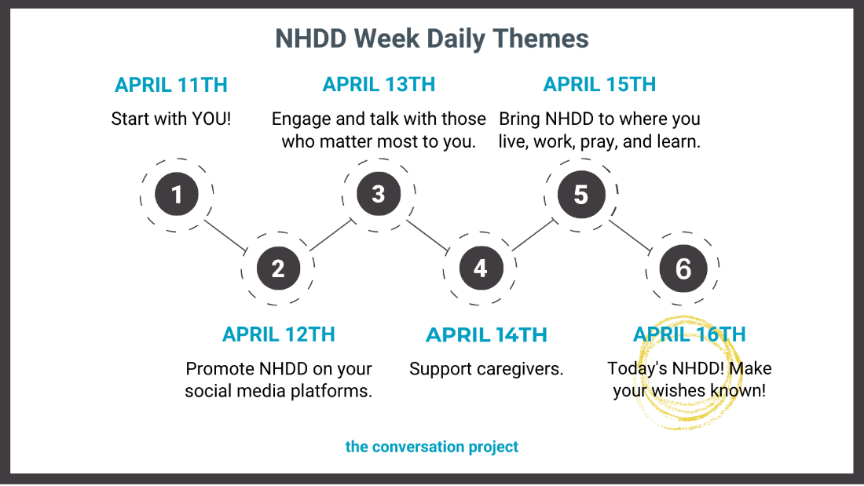 NHDD Week Daily Themes
APRIL 11TH
Start with YOU!
APRIL 13TH
Engage and talk with those
who matter most to you.
APRIL 15TH
Bring NHDD to where you
live, work, pray, and learn.
1
2
3
4
5
6
APRIL 12TH
Promote NHDD on your
social media platforms.
APRIL 14TH
Support caregivers.
APRIL 16TH
Today's NHDD! Make
your wishes known!
the conversation project